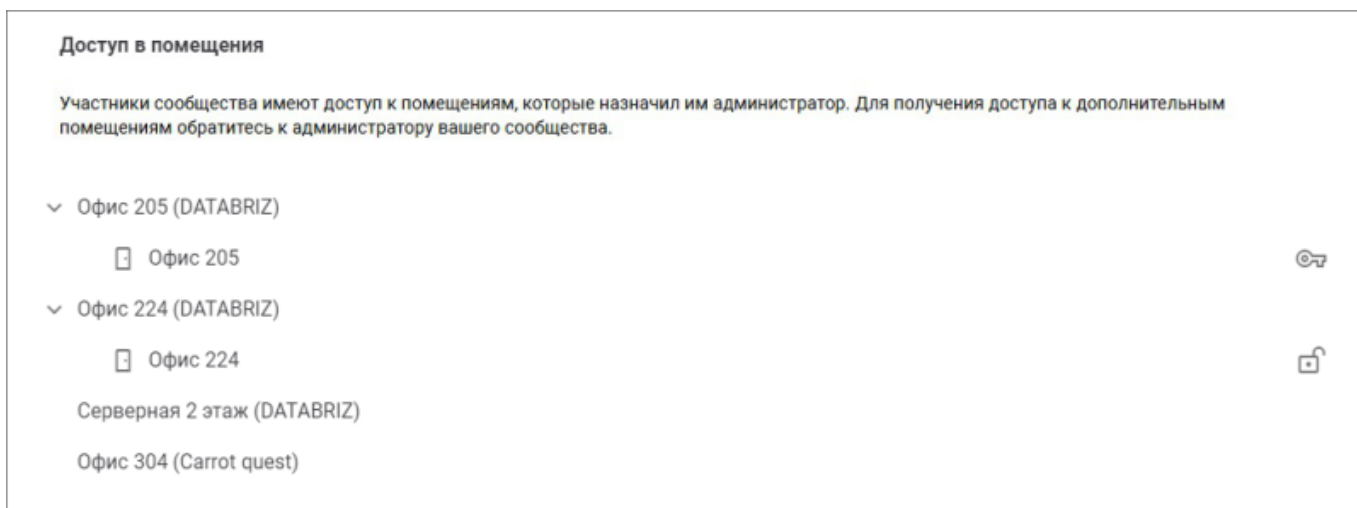 Доступ в помещения
Участники сообщества имеют доступ к помещениям, которые назначил им администратор. Для получения доступа к дополнительным
помещениям обратитесь к администратору вашего сообщества.
Офис 205 (DATABRIZ)
Офис 205
Офис 224 (DATABRIZ)
Офис 224
Серверная 2 этаж (DATABRIZ)
Офис 304 (Carrot quest)